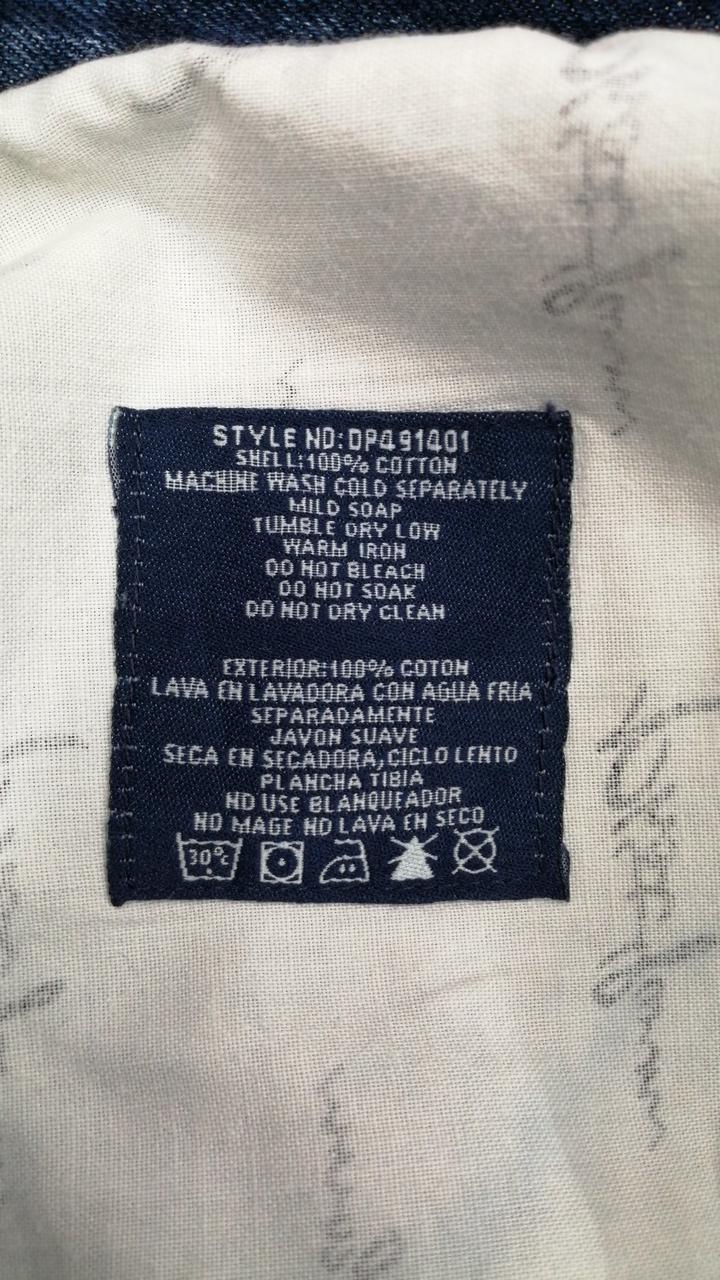 STYLE NO:DP491401
SHELL:100% COTTON
MACHINE WASH COLD SEPARATELY
MILD SOAP
TUMBLE DRY LOW
WARM IRON
DO NOT BLEACH
DO NOT SOAK
DO NOT DRY CLEAN
EXTERIOR:100% COTON
LAVA EN LAVADORA CON AGUA FRIA
SEPARADAMENTE
JAVON SUAVE
SECA EN SECADORA,CICLO LENTO
PLANCHA TIBIA
NO USE BLANQUEADOR
NO MAGE NO LAVA EN SECO
30°C